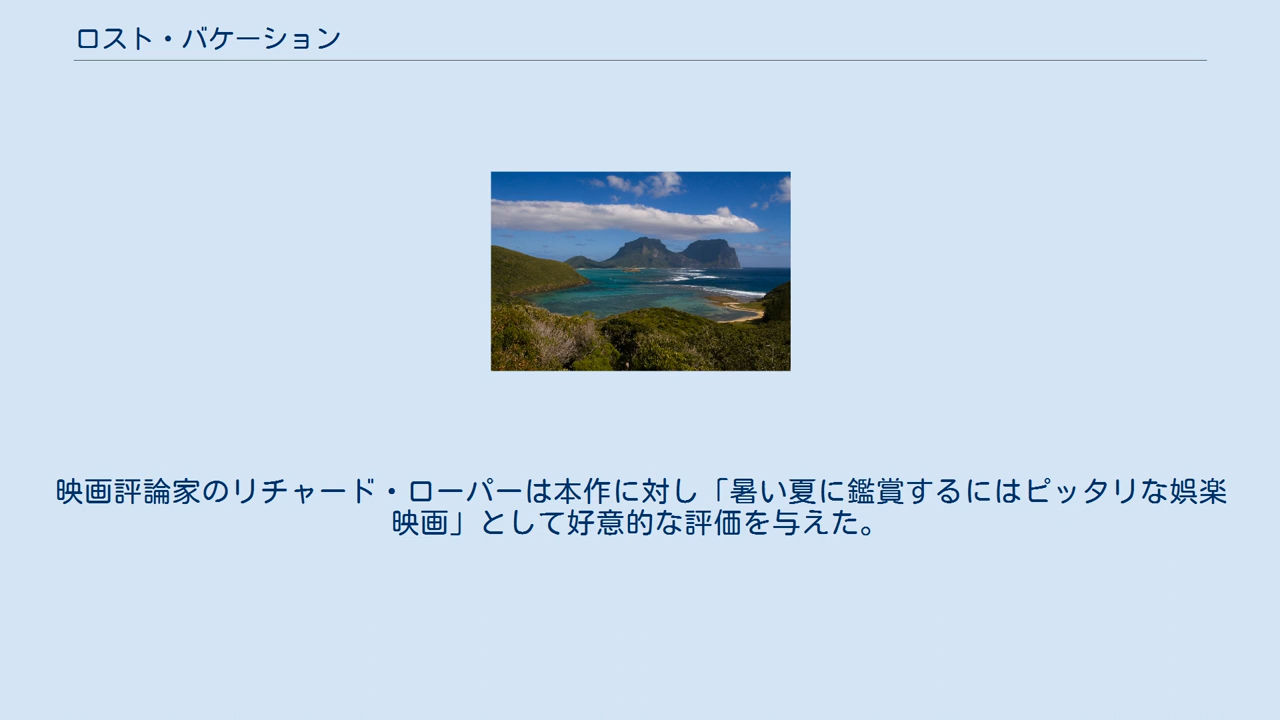 ロスト・バケーション
映画評論家のリチャード・ローパーは本作に対し「暑い夏に鑑賞するにはピッタリな娯楽
映画」として好意的な評価を与えた。